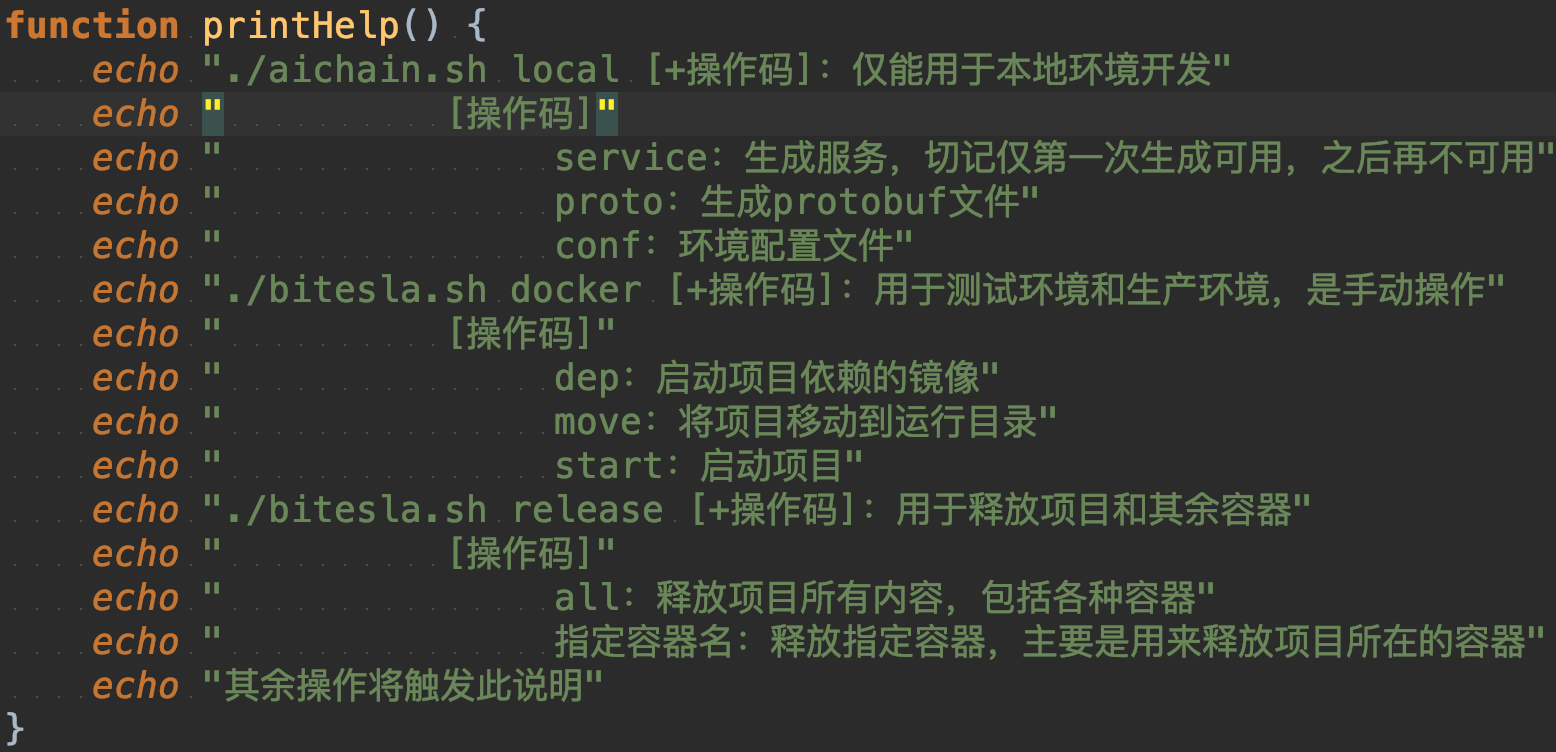 function printHelp() {
    echo "./aichain.sh local [+操作码]：仅能用于本地环境开发"
    echo "          [操作码]"
    echo "               service：生成服务，切记仅第一次生成可用，之后再不可用"
    echo "               proto：生成protobuf文件"
    echo "               conf：环境配置文件"
    echo "./bitesla.sh docker [+操作码]：用于测试环境和生产环境，是手动操作"
    echo "          [操作码]"
    echo "               dep：启动项目依赖的镜像"
    echo "               move：将项目移动到运行目录"
    echo "               start：启动项目"
    echo "./bitesla.sh release [+操作码]：用于释放项目和其余容器"
    echo "          [操作码]"
    echo "               all：释放项目所有内容，包括各种容器"
    echo "               指定容器名：释放指定容器，主要是用来释放项目所在的容器"
    echo "其余操作将触发此说明"
}